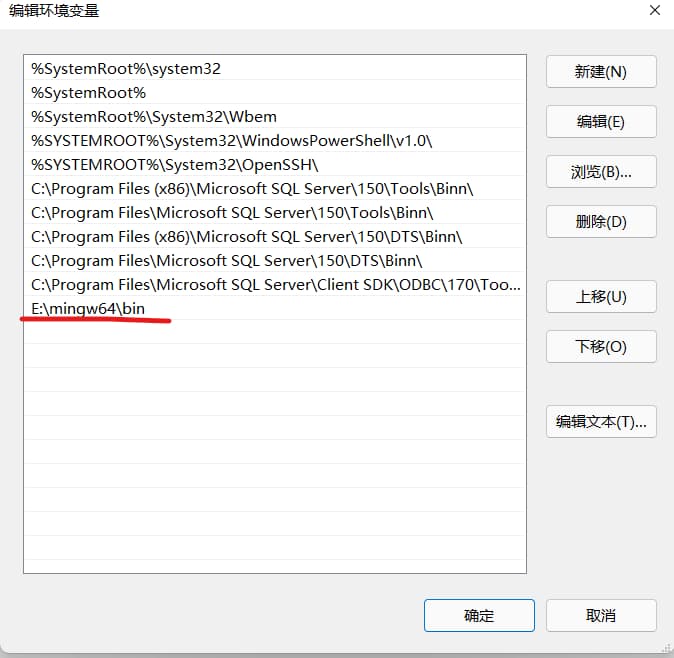 编辑环境变量
%SystemRoot%\system32
%SystemRoot%
%SystemRoot%\System32\Wbem
%SYSTEMROOT%\System32\WindowsPowerShell\v1.0\
%SYSTEMROOT%\System32\OpenSSH\
C:\Program Files (x86)\Microsoft SQL Server\150\Tools\Binn\
C:\Program Files\Microsoft SQL Server\150\Tools\Binn\
C:\Program Files (x86)\Microsoft SQL Server\150\DTS\Binn\
C:\Program Files\Microsoft SQL Server\150\DTS\Binn\
C:\Program Files\Microsoft SQL Server\Client SDK\ODBC\170\Too...
E:\mingw64\bin
新建(N)
编辑(E)
浏览(B)...
删除(D)
上移(U)
下移(O)
编辑文本(T)...
确定
取消